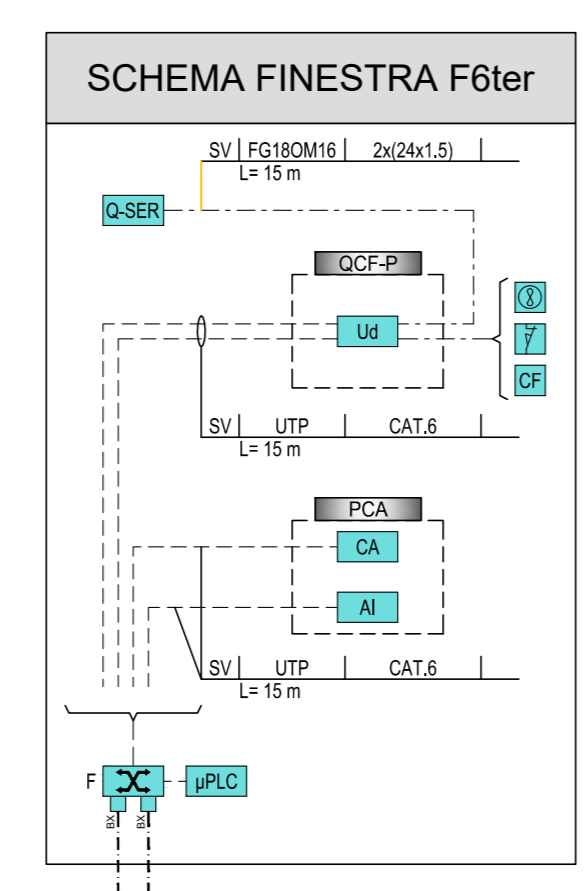 SCHEMA FINESTRA F6ter
SV FG18OM16 2x(24x1.5)
L= 15 m
Q-SER
QCF-P
Ud
CF
SV UTP CAT.6
L= 15 m
PCA
CA
AI
SV UTP CAT.6
L= 15 m
F µPLC
BX BX